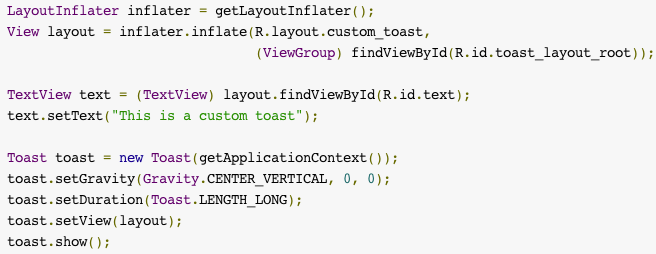 LayoutInflater inflater = getLayoutInflater();
View layout = inflater.inflate(R.layout.custom_toast,
                               (ViewGroup) findViewById(R.id.toast_layout_root));

TextView text = (TextView) layout.findViewById(R.id.text);
text.setText("This is a custom toast");

Toast toast = new Toast(getApplicationContext());
toast.setGravity(Gravity.CENTER_VERTICAL, 0, 0);
toast.setDuration(Toast.LENGTH_LONG);
toast.setView(layout);
toast.show();